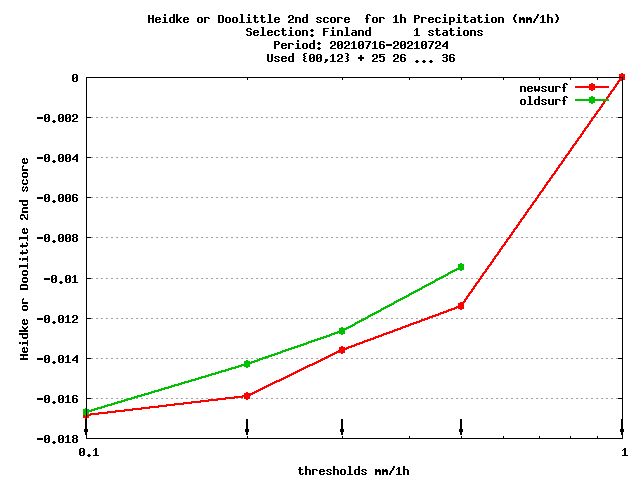 Heidke or Doolittle 2nd score  for 1h Precipitation (mm/1h)
Selection: Finland      1 stations
Period: 20210716-20210724
Used {00,12} + 25 26 ... 36
newsurf
oldsurf
0
-0.002
-0.004
-0.006
-0.008
-0.01
-0.012
-0.014
-0.016
-0.018
Heidke or Doolittle 2nd score
0.1
1
thresholds mm/1h